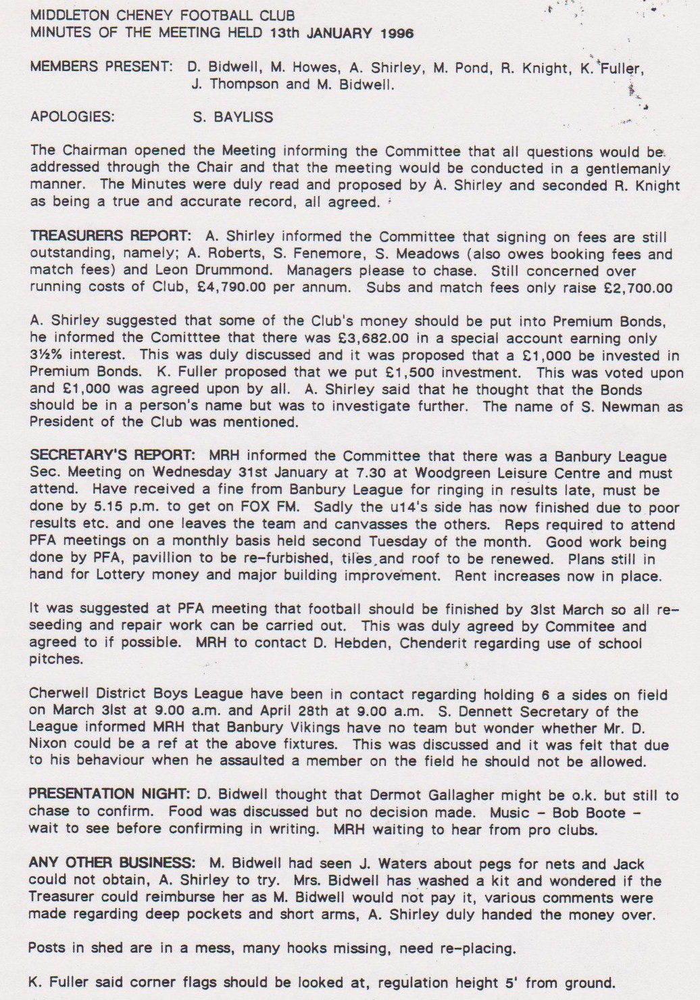 MIDDLETON CHENEY FOOTBALL CLUB
MINUTES OF THE MEETING HELD 13th JANUARY 1996
MEMBERS PRESENT: D. Bidwell, M. Howes, A. Shirley, M. Pond, R. Knight, K. Fuller,
J. Thompson and M. Bidwell.
APOLOGIES: S. BAYLISS
The Chairman opened the Meeting informing the Committee that all questions would be
addressed through the Chair and that the meeting would be conducted in a gentlemanly
manner. The Minutes were duly read and proposed by A. Shirley and seconded R. Knight
as being a true and accurate record, all agreed.
TREASURERS REPORT: A. Shirley informed the Committee that signing on fees are still
outstanding, namely; A. Roberts, S. Fenemore, S. Meadows (also owes booking fees and
match fees) and Leon Drummond. Managers please to chase. Still concerned over
running costs of Club, £4,790.00 per annum. Subs and match fees only raise £2,700.00
A. Shirley suggested that some of the Club's money should be put into Premium Bonds,
he informed the Comitttee that there was £3,682.00 in a special account earning only
3½% interest. This was duly discussed and it was proposed that a £1,000 be invested in
Premium Bonds. K. Fuller proposed that we put £1,500 investment. This was voted upon
and £1,000 was agreed upon by all. A. Shirley said that he thought that the Bonds
should be in a person's name but was to investigate further. The name of S. Newman as
President of the Club was mentioned.
SECRETARY'S REPORT: MRH informed the Committee that there was a Banbury League
Sec. Meeting on Wednesday 31st January at 7.30 at Woodgreen Leisure Centre and must
attend. Have received a fine from Banbury League for ringing in results late, must be
done by 5.15 p.m. to get on FOX FM. Sadly the u14's side has now finished due to poor
results etc. and one leaves the team and canvasses the others. Reps required to attend
PFA meetings on a monthly basis held second Tuesday of the month. Good work being
done by PFA, pavillion to be re-furbished, tiles and roof to be renewed. Plans still in
hand for Lottery money and major building improvement. Rent increases now in place.
It was suggested at PFA meeting that football should be finished by 3lst March so all re-
seeding and repair work can be carried out. This was duly agreed by Commitee and
agreed to if possible. MRH to contact D. Hebden, Chenderit regarding use of school
pitches.
Cherwell District Boys League have been in contact regarding holding 6 a sides on field
on March 3lst at 9.00 a.m. and April 28th at 9.00 a.m. S. Dennett Secretary of the
League informed MRH that Banbury Vikings have no team but wonder whether Mr. D.
Nixon could be a ref at the above fixtures. This was discussed and it was felt that due
to his behaviour when he assaulted a member on the field he should not be allowed.
PRESENTATION NIGHT: D. Bidwell thought that Dermot Gallagher might be o.k. but still to
chase to confirm. Food was discussed but no decision made. Music - Bob Boote -
wait to see before confirming in writing. MRH waiting to hear from pro clubs.
ANY OTHER BUSINESS: M. Bidwell had seen J. Waters about pegs for nets and Jack
could not obtain, A. Shirley to try. Mrs. Bidwell has washed a kit and wondered if the
Treasurer could reimburse her as M. Bidwell would not pay it, various comments were
made regarding deep pockets and short arms, A. Shirley duly handed the money over.
Posts in shed are in a mess, many hooks missing, need re-placing.
K. Fuller said corner flags should be looked at, regulation height 5' from ground.